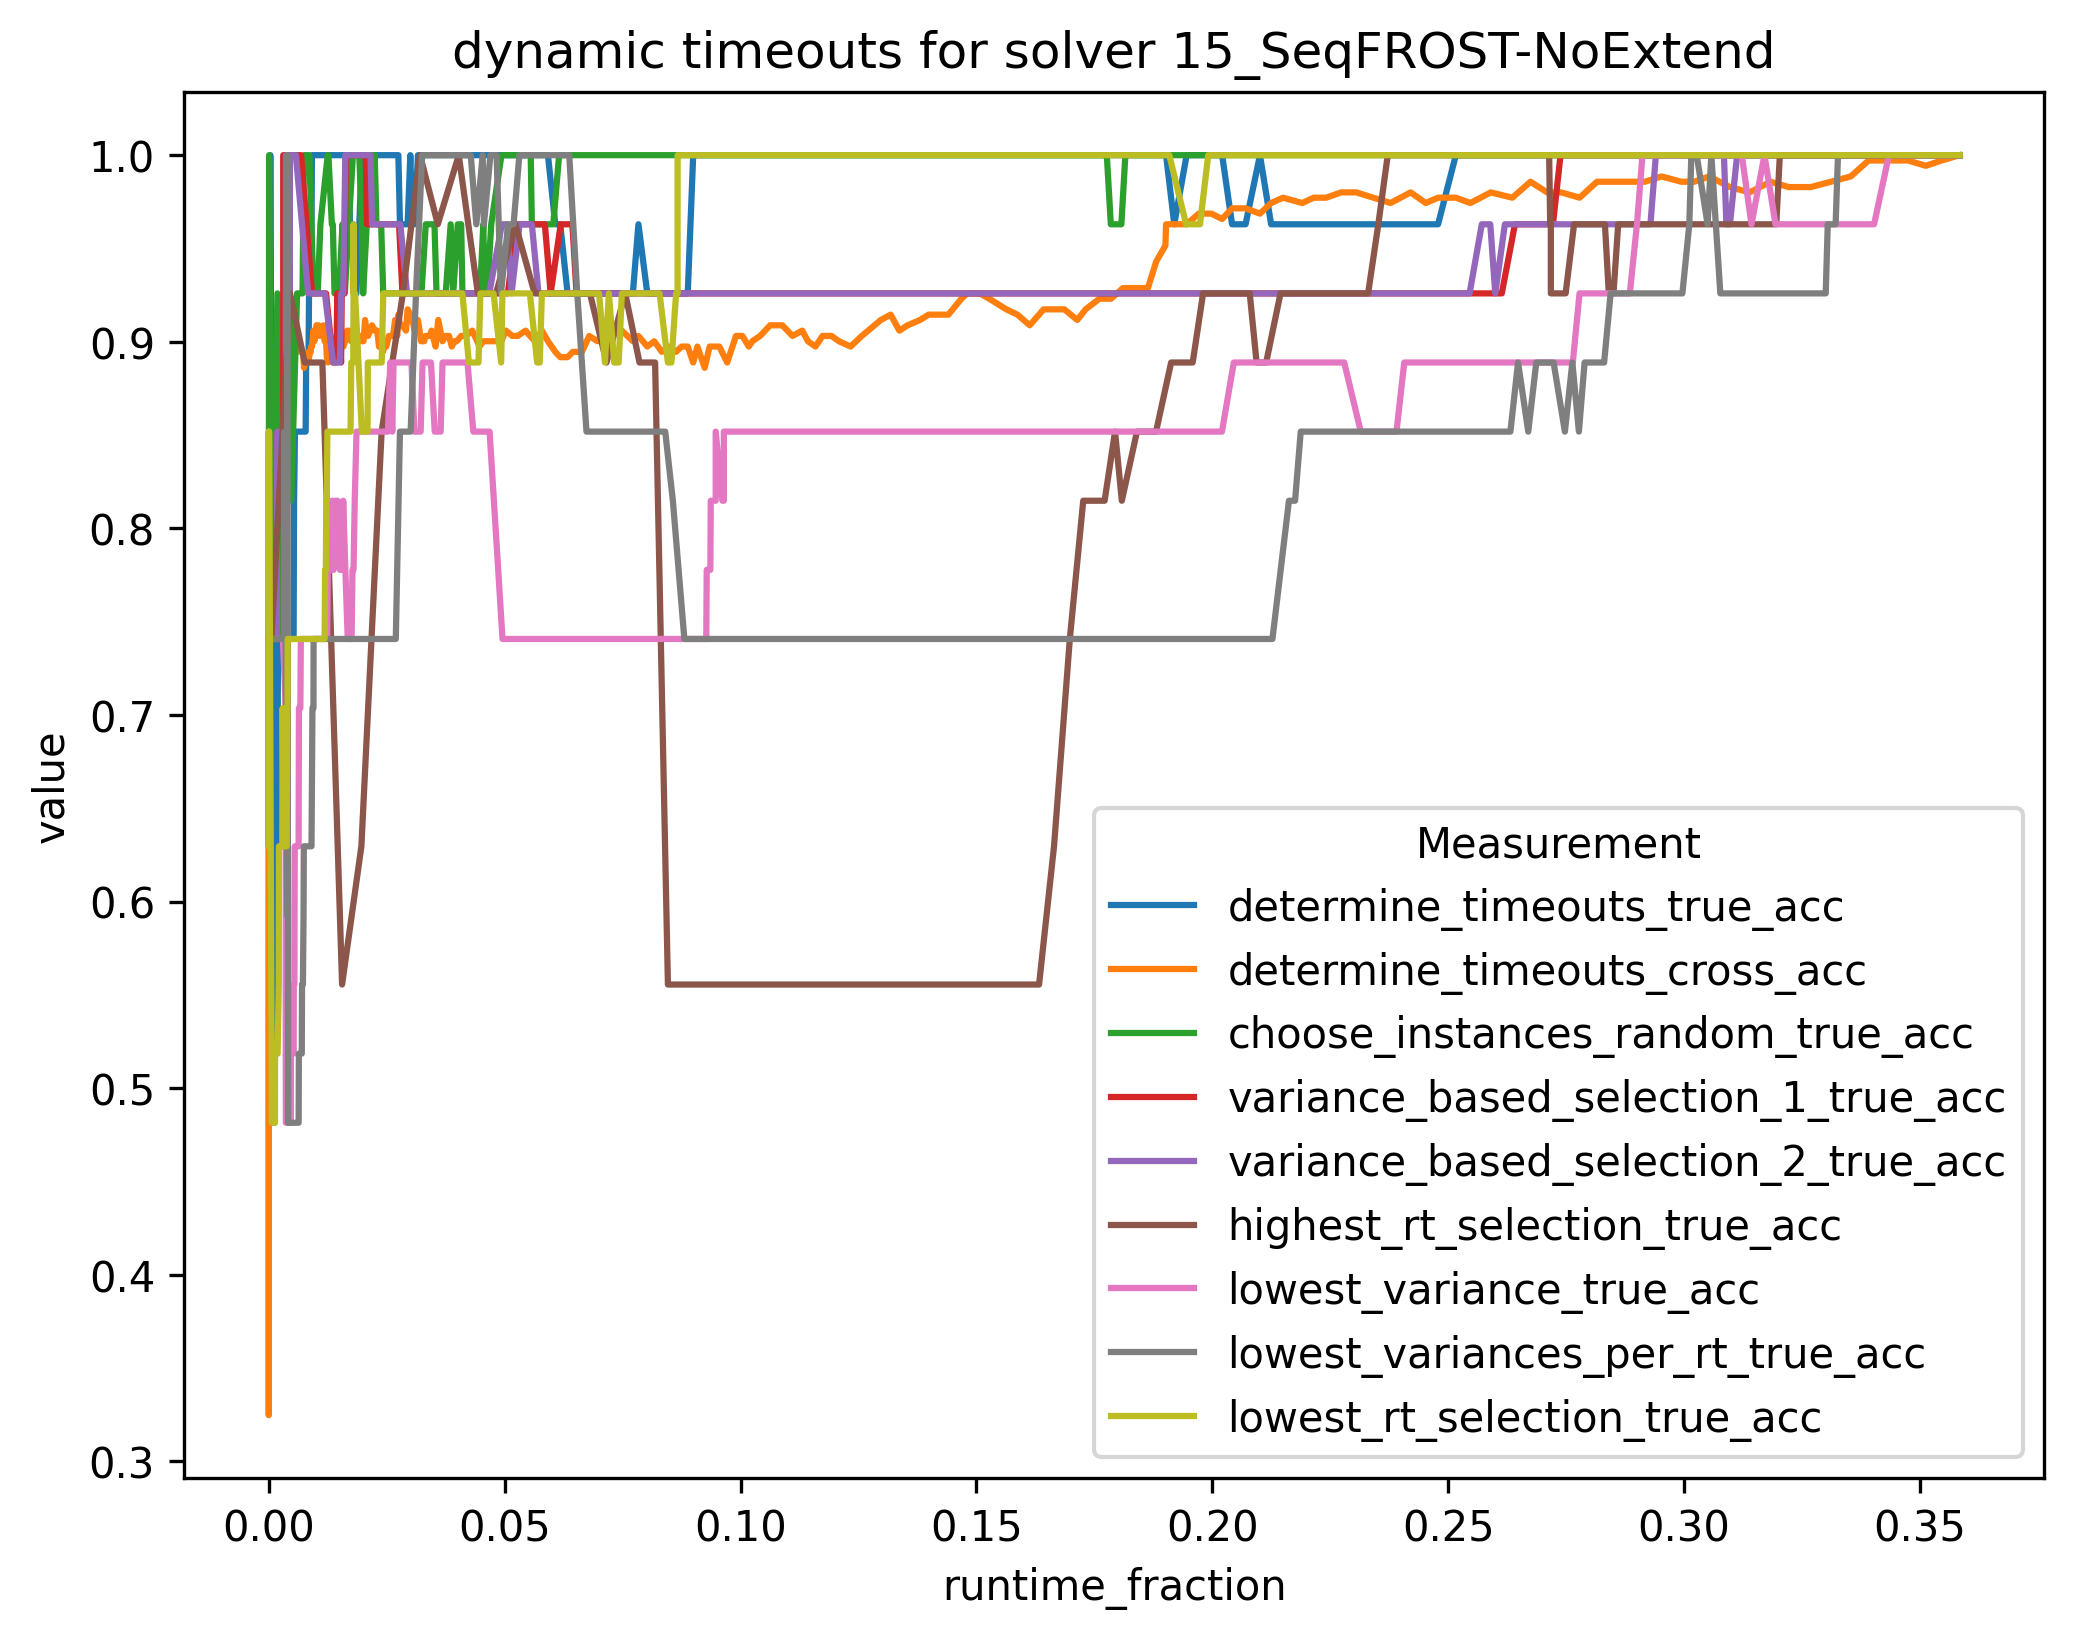 dynamic timeouts for solver 15_SeqFROST-NoExtend
1.0
0.9
0.8
0.7
0.6
0.5
0.4
0.3
value
Measurement
determine_timeouts_true_acc
determine_timeouts_cross_acc
choose_instances_random_true_acc
variance_based_selection_1_true_acc
variance_based_selection_2_true_acc
highest_rt_selection_true_acc
lowest_variance_true_acc
lowest_variances_per_rt_true_acc
lowest_rt_selection_true_acc
0.00 0.05 0.10 0.15 0.20 0.25 0.30 0.35
runtime_fraction